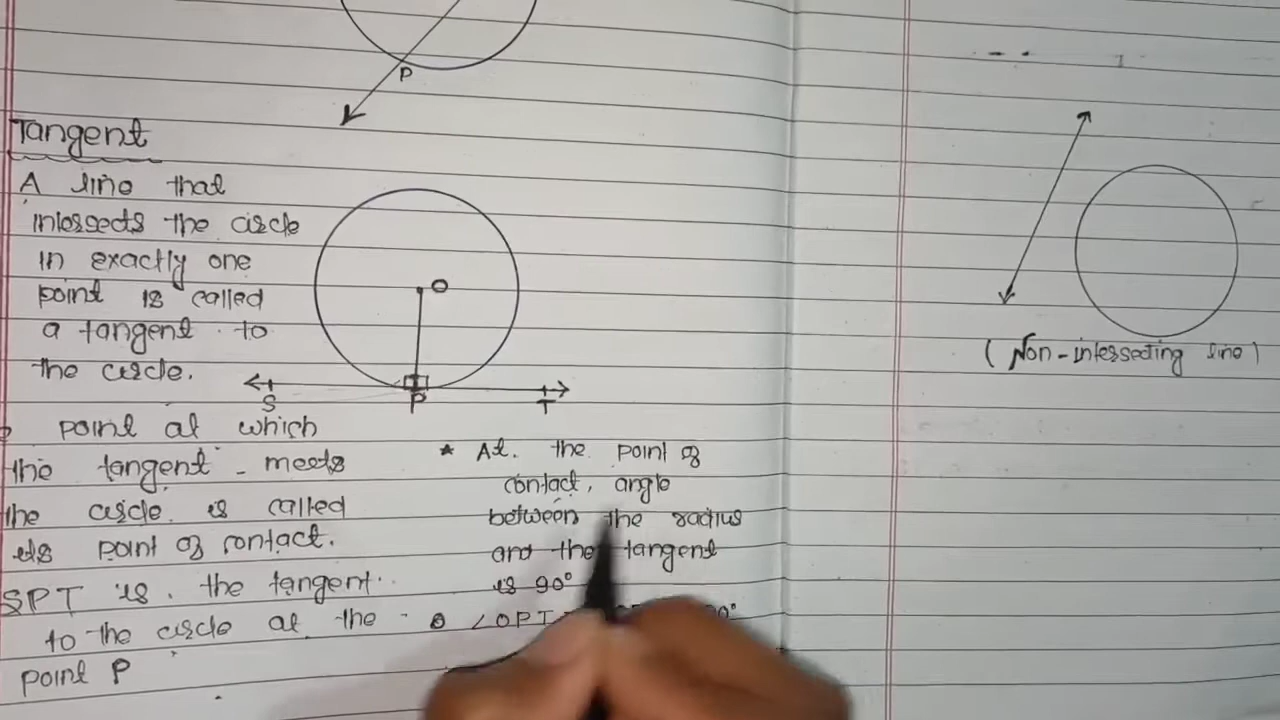 P
Tangent
A line that
intersects the circle
in exactly one
point is called
a tangent to
the circle.
O
S
P
T
point at which
the tangent meets
the circle is called
its point of contact.
SPT is the tangent
to the circle at the
point P
* At the point of
contact, angle
between the radius
and the tangent
is 90°
∠OPT
(Non-intersecting line)